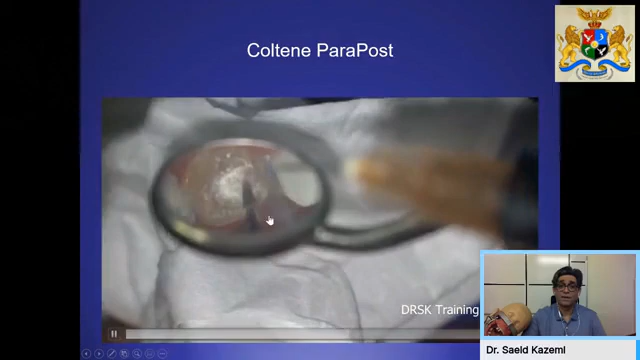 Coltene ParaPost
DRSK Training
Dr. Saeid Kazemi